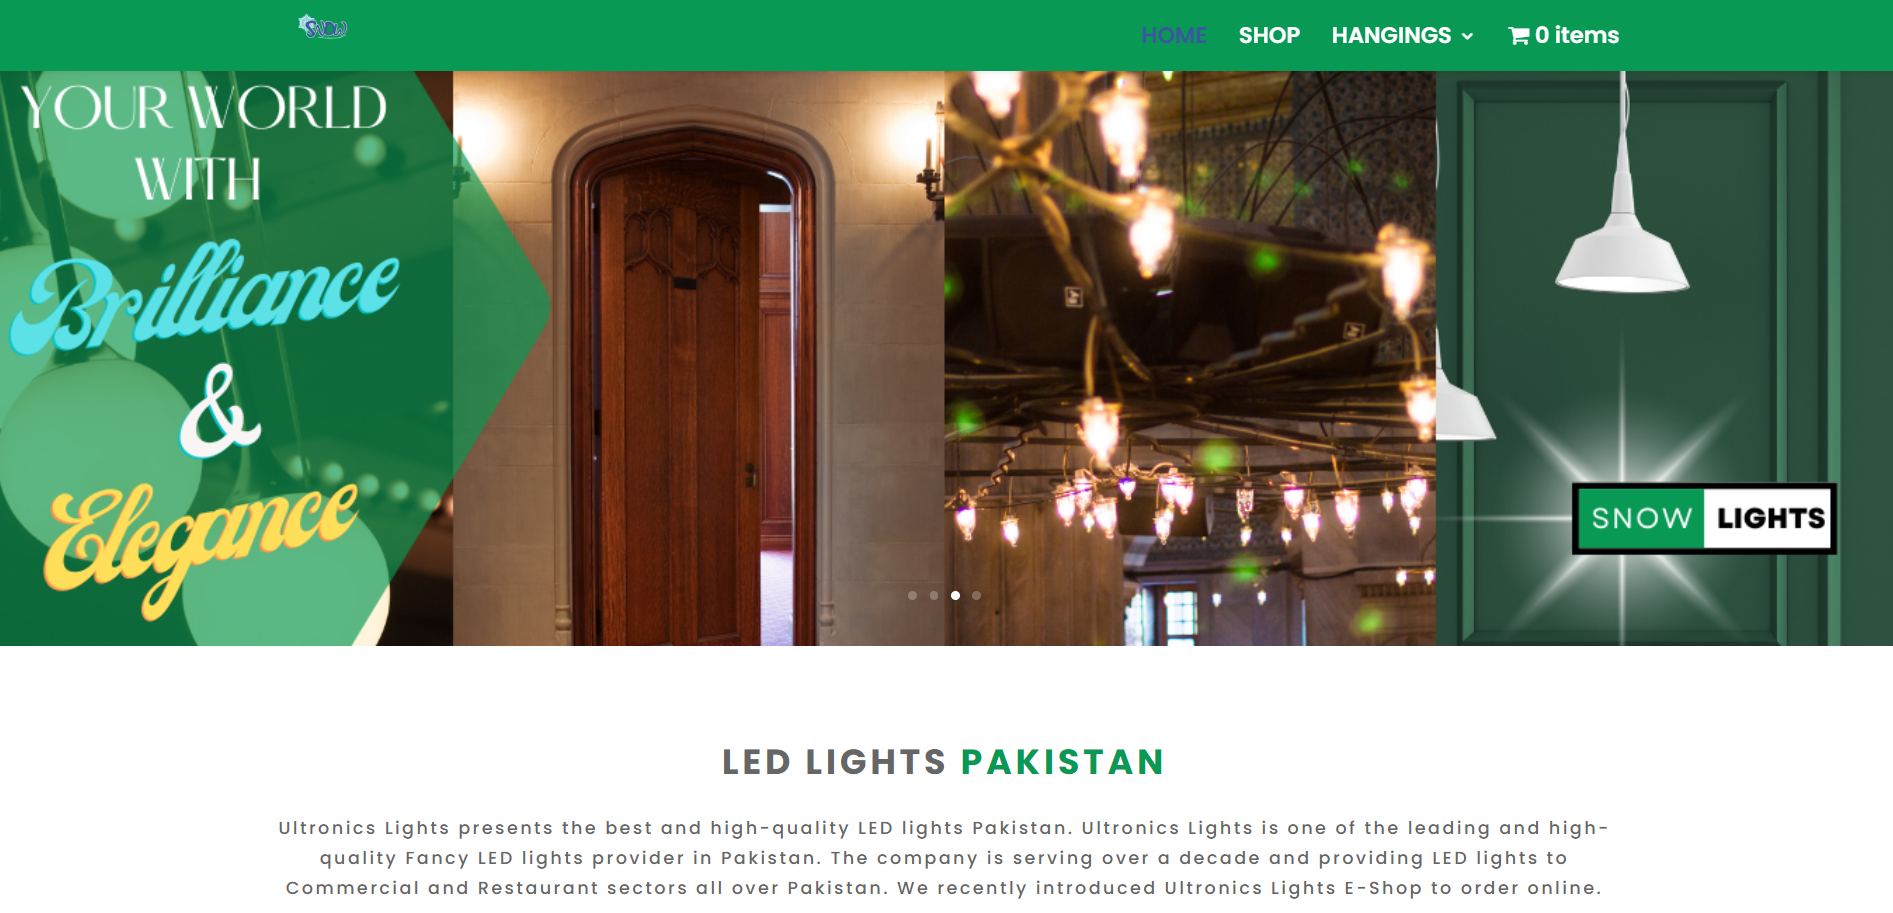 Snow
HOME SHOP HANGINGS 0 items
YOUR WORLD
WITH
Brilliance
&
Elegance
SNOW LIGHTS
LED LIGHTS PAKISTAN
Ultronics Lights presents the best and high-quality LED lights Pakistan. Ultronics Lights is one of the leading and high-
quality Fancy LED lights provider in Pakistan. The company is serving over a decade and providing LED lights to
Commercial and Restaurant sectors all over Pakistan. We recently introduced Ultronics Lights E-Shop to order online.